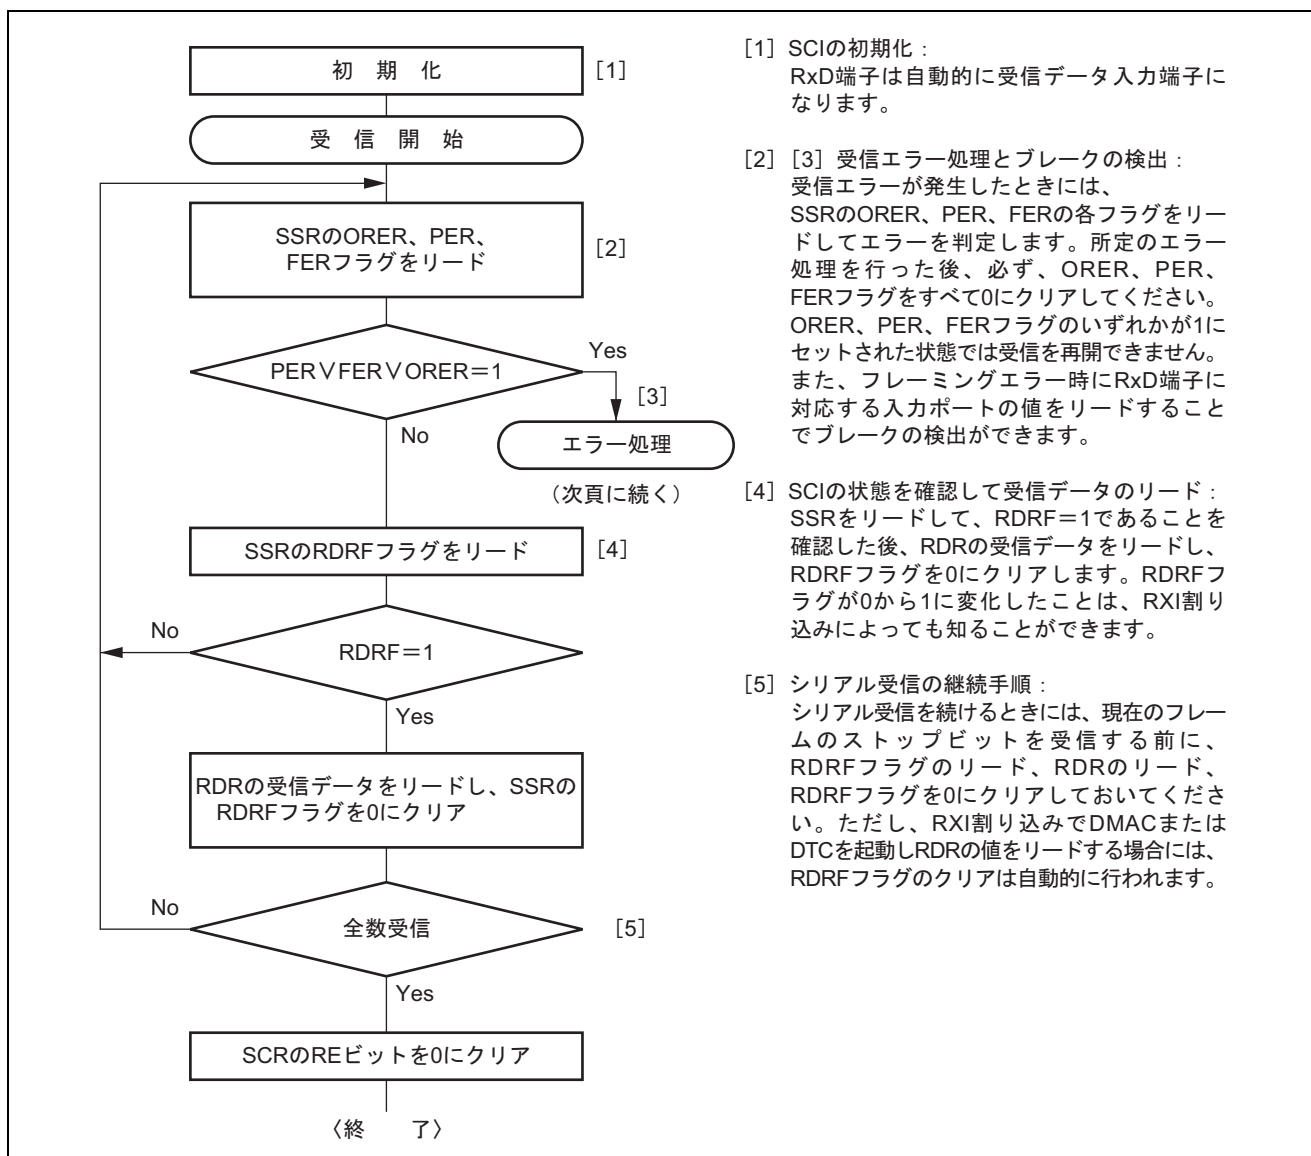 初 期 化 [1]
受 信 開 始
SSRのORER、PER、
FERフラグをリード
[2]
PER∨FER∨ORER＝1
Yes
[3]
No
エラー処理
（次頁に続く）
SSRのRDRFフラグをリード [4]
No
RDRF＝1
Yes
RDRの受信データをリードし、SSRの
RDRFフラグを0にクリア
No
全数受信 [5]
Yes
SCRのREビットを0にクリア
〈終 了〉
[1] SCIの初期化：
RxD端子は自動的に受信データ入力端子に
なります。
[2] [3] 受信エラー処理とブレークの検出：
受信エラーが発生したときには、
SSRのORER、PER、FERの各フラグをリー
ドしてエラーを判定します。所定のエラー
処理を行った後、必ず、ORER、PER、
FERフラグをすべて0にクリアしてください。
ORER、PER、FERフラグのいずれかが1に
セットされた状態では受信を再開できません。
また、フレーミングエラー時にRxD端子に
対応する入力ポートの値をリードすること
でブレークの検出ができます。
[4] SCIの状態を確認して受信データのリード：
SSRをリードして、RDRF＝1であることを
確認した後、RDRの受信データをリードし、
RDRFフラグを0にクリアします。RDRFフ
ラグが0から1に変化したことは、RXI割り
込みによっても知ることができます。
[5] シリアル受信の継続手順：
シリアル受信を続けるときには、現在のフレー
ムのストップビットを受信する前に、
RDRFフラグのリード、RDRのリード、
RDRFフラグを0にクリアしておいてくださ
い。ただし、RXI割り込みでDMACまたは
DTCを起動しRDRの値をリードする場合には、
RDRFフラグのクリアは自動的に行われます。